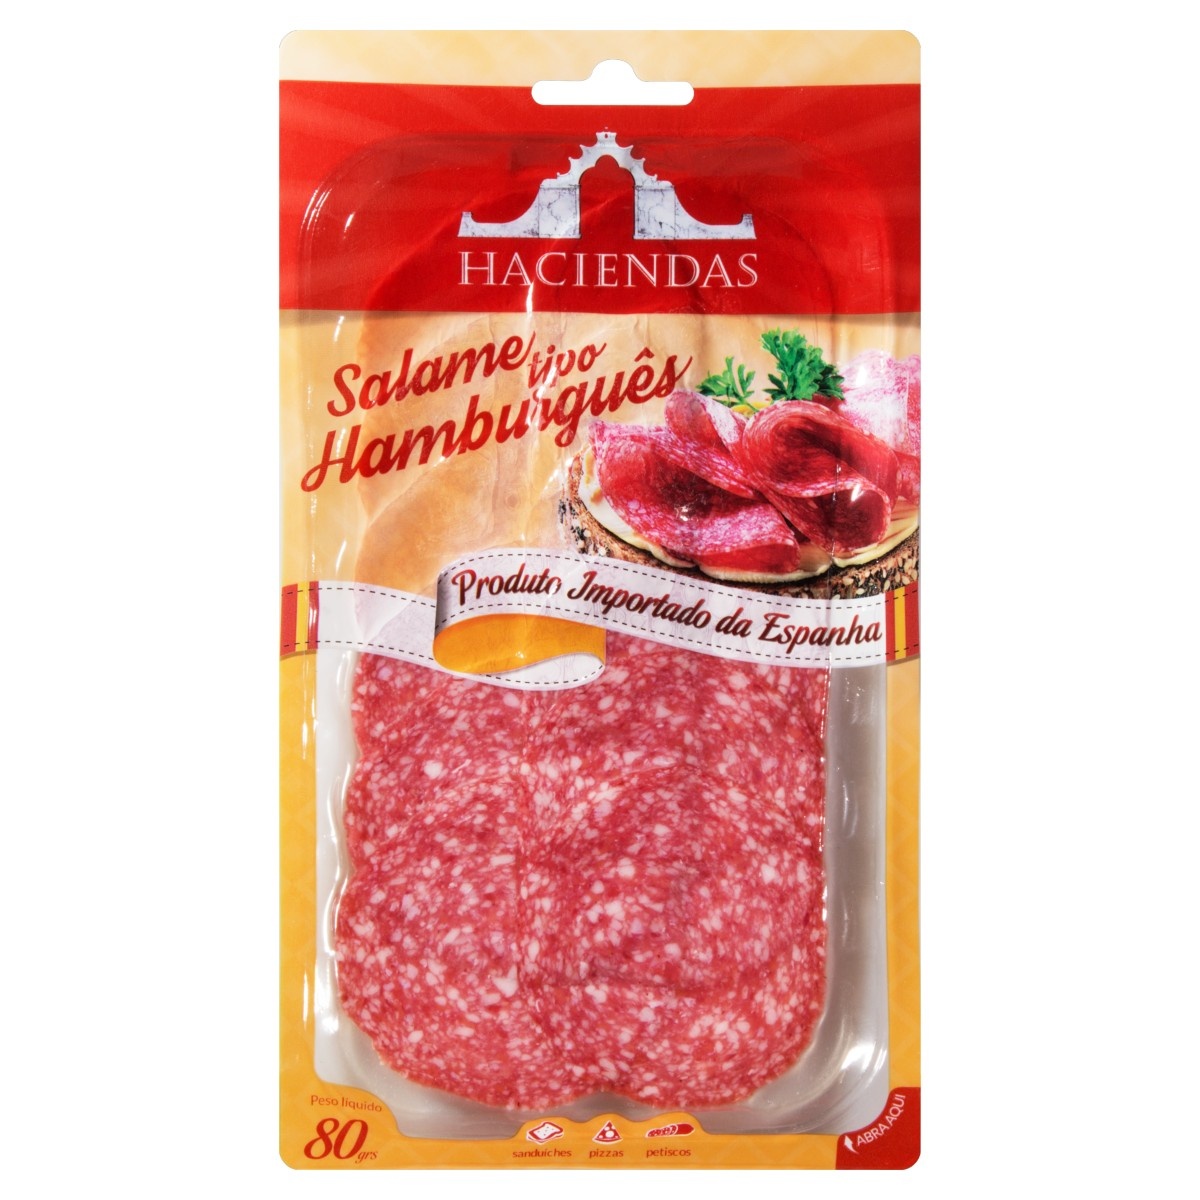 HACIENDAS
Salame tipo
Hamburguês
Produto Importado da Espanha
Peso líquido
80grs
sanduíches pizzas petiscos
ABRA AQUI